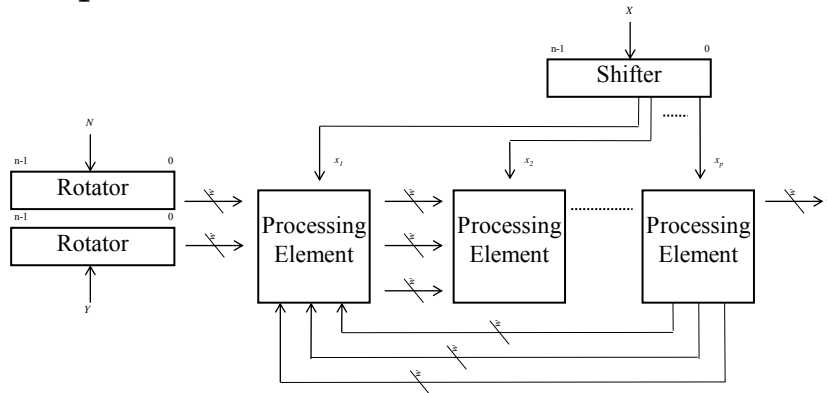 X
n-1 0
Shifter
N
x1 x2 xp
n-1 0
Rotator
n-1 0
Rotator
Processing
Element
Processing
Element
Processing
Element
Y